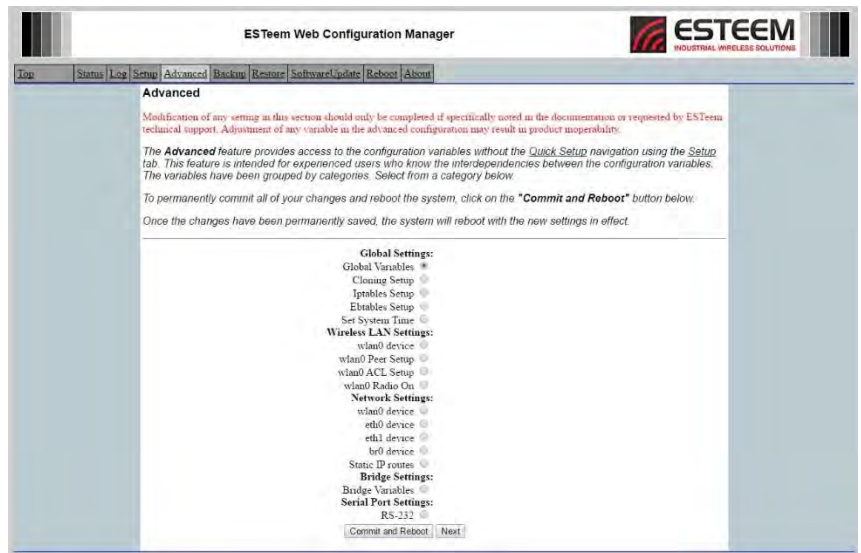 ESTeem Web Configuration Manager
ESTEEM
INDUSTRIAL WIRELESS SOLUTIONS
Top Status Log Setup Advanced Backup Restore SoftwareUpdate Reboot About
Advanced
Modification of any setting in this section should only be completed if specifically noted in the documentation or requested by ESTeem
technical support. Adjustment of any variable in the advanced configuration may result in product inoperability.
The Advanced feature provides access to the configuration variables without the Quick Setup navigation using the Setup
tab. This feature is intended for experienced users who know the interdependencies between the configuration variables.
The variables have been grouped by categories. Select from a category below.
To permanently commit all of your changes and reboot the system, click on the "Commit and Reboot" button below.
Once the changes have been permanently saved, the system will reboot with the new settings in effect.
Global Settings:
Global Variables
Cloning Setup
Iptables Setup
Ebtables Setup
Set System Time
Wireless LAN Settings:
wlan0 device
wlan0 Peer Setup
wlan0 ACL Setup
wlan0 Radio On
Network Settings:
wlan0 device
eth0 device
eth1 device
br0 device
Static IP routes
Bridge Settings:
Bridge Variables
Serial Port Settings:
RS-232
Commit and Reboot Next